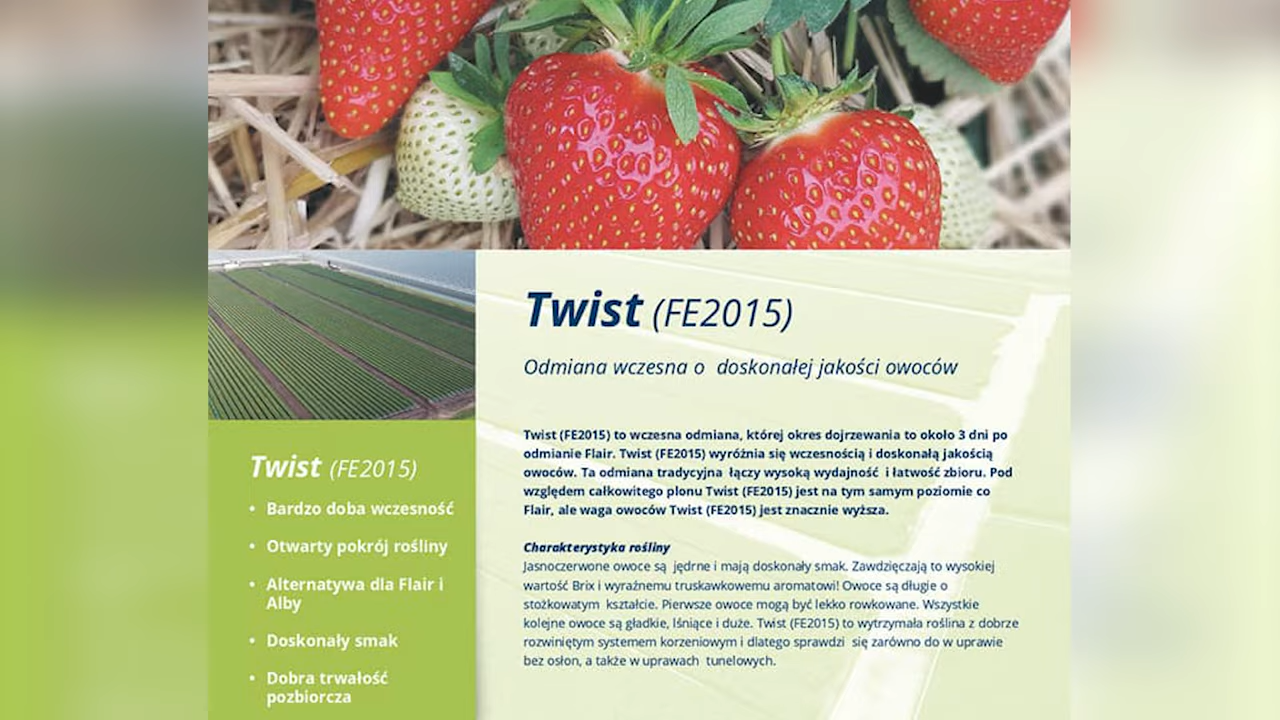 Twist (FE2015)
Odmiana wczesna o doskonałej jakości owoców
Twist (FE2015) to wczesna odmiana, której okres dojrzewania to około 3 dni po
odmianie Flair. Twist (FE2015) wyróżnia się wczesnością i doskonałą jakością
owoców. Ta odmiana tradycyjna łączy wysoką wydajność i łatwość zbioru. Pod
względem całkowitego plonu Twist (FE2015) jest na tym samym poziomie co
Flair, ale waga owoców Twist (FE2015) jest znacznie wyższa.
Charakterystyka rośliny
Jasnoczerwone owoce są jędrne i mają doskonały smak. Zawdzięczają to wysokiej
wartość Brix i wyraźnemu truskawkowemu aromatowi! Owoce są długie o
stożkowatym kształcie. Pierwsze owoce mogą być lekko rowkowane. Wszystkie
kolejne owoce są gładkie, lśniące i duże. Twist (FE2015) to wytrzymała roślina z dobrze
rozwiniętym systemem korzeniowym i dlatego sprawdzi się zarówno do w uprawie
bez osłon, a także w uprawach tunelowych.
Twist (FE2015)
• Bardzo doba wczesność
• Otwarty pokrój rośliny
• Alternatywa dla Flair i
Alby
• Doskonały smak
• Dobra trwałość
pozbiorcza